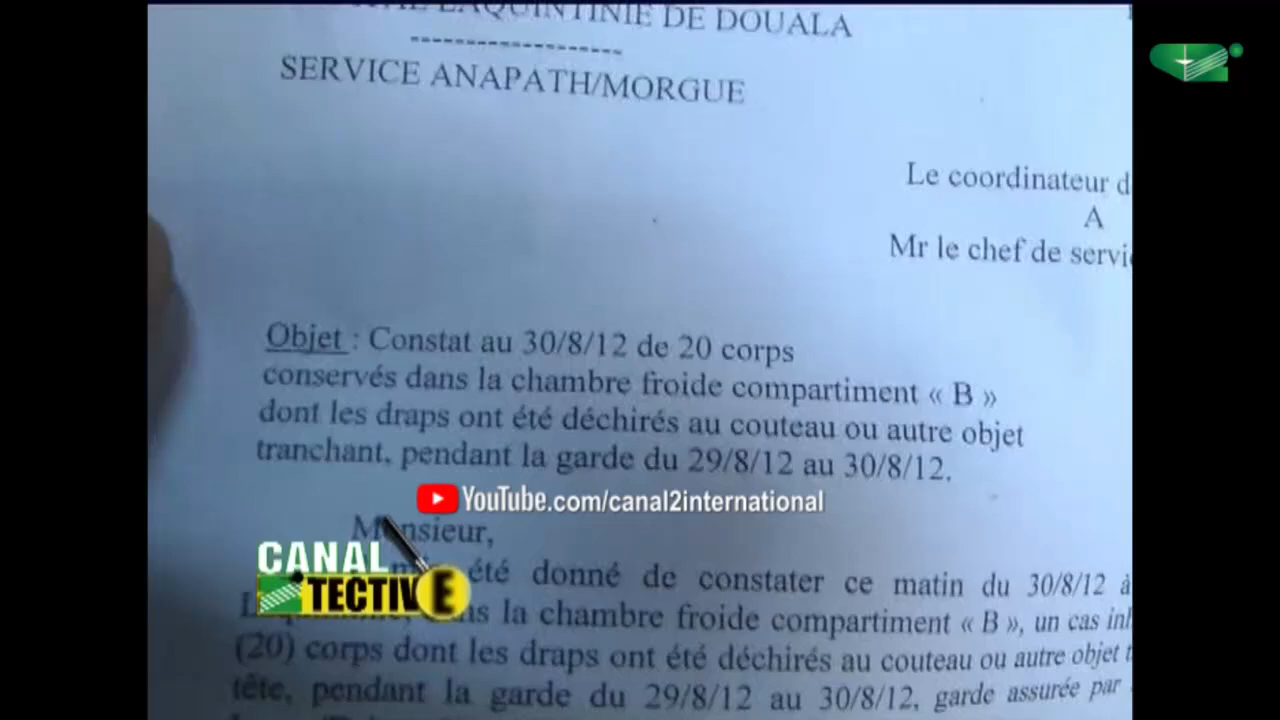 LAQUINTINIE DE DOUALA
-------------------
SERVICE ANAPATH/MORGUE
Le coordinateur d
A
Mr le chef de servi
Objet : Constat au 30/8/12 de 20 corps
conservés dans la chambre froide compartiment « B »
dont les draps ont été déchirés au couteau ou autre objet
tranchant, pendant la garde du 29/8/12 au 30/8/12.
YouTube.com/canal2international
Monsieur,
CANAL
été donné de constater ce matin du 30/8/12 à
TECTIVE
la chambre froide compartiment « B », un cas
(20) corps dont les draps ont été déchirés au couteau ou autre objet t
tête, pendant la garde du 29/8/12 au 30/8/12, garde assurée par